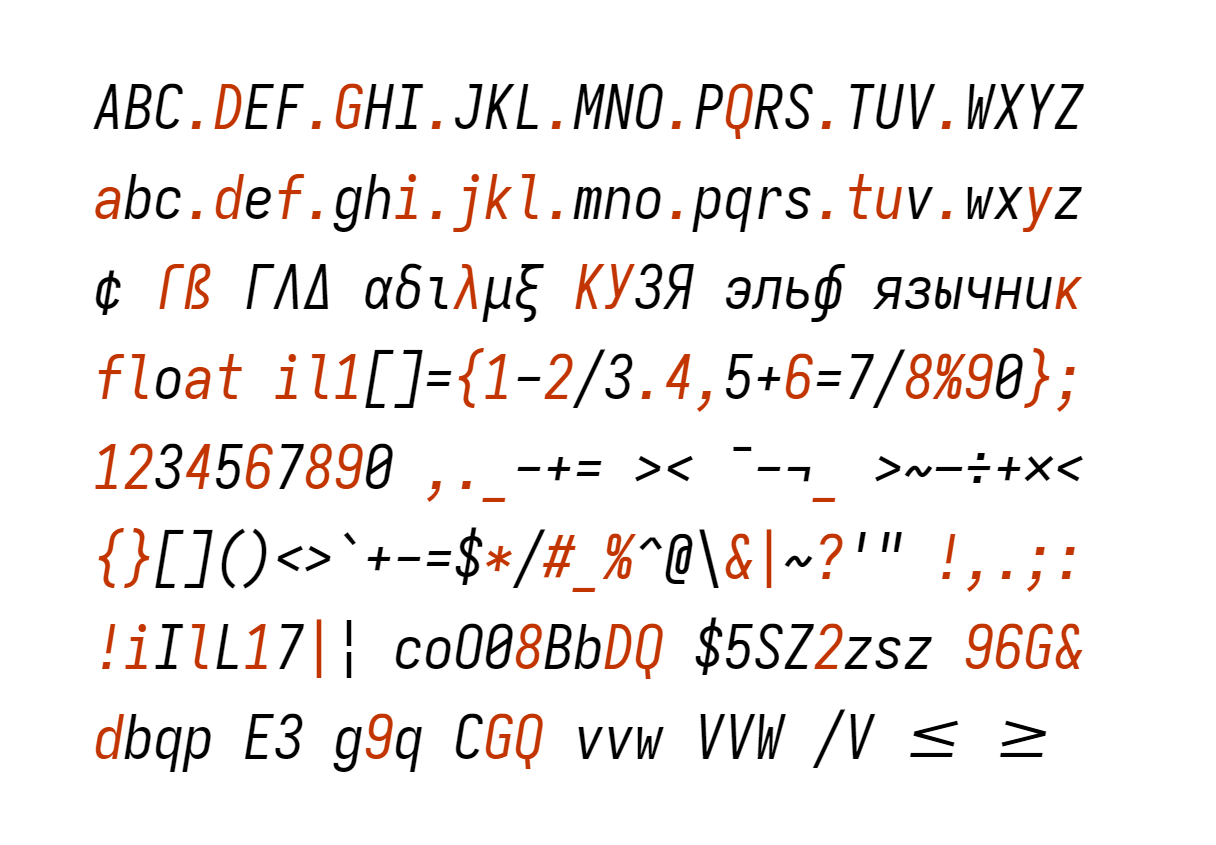 ABC.DEF.GHI.JKL.MNO.PQRS.TUV.WXYZ
abc.def.ghi.jkl.mno.pqrs.tuv.wxyz
¢ ẞß ΓΛΔ αδιλμξ КУЗЯ эльф язычник
float il1[]={1-2/3.4,5+6=7/8%90};
1234567890 ,._-+= >< ¯-¬_ >~–÷+×<
{}[]()<>`+-=$*/#_%^@\&|~?'" !,.;:
!iIlL17|¦ coO08BbDQ $5SZ2zsz 96G&
dbqp E3 g9q CGQ vvw VVW /V ≤ ≥